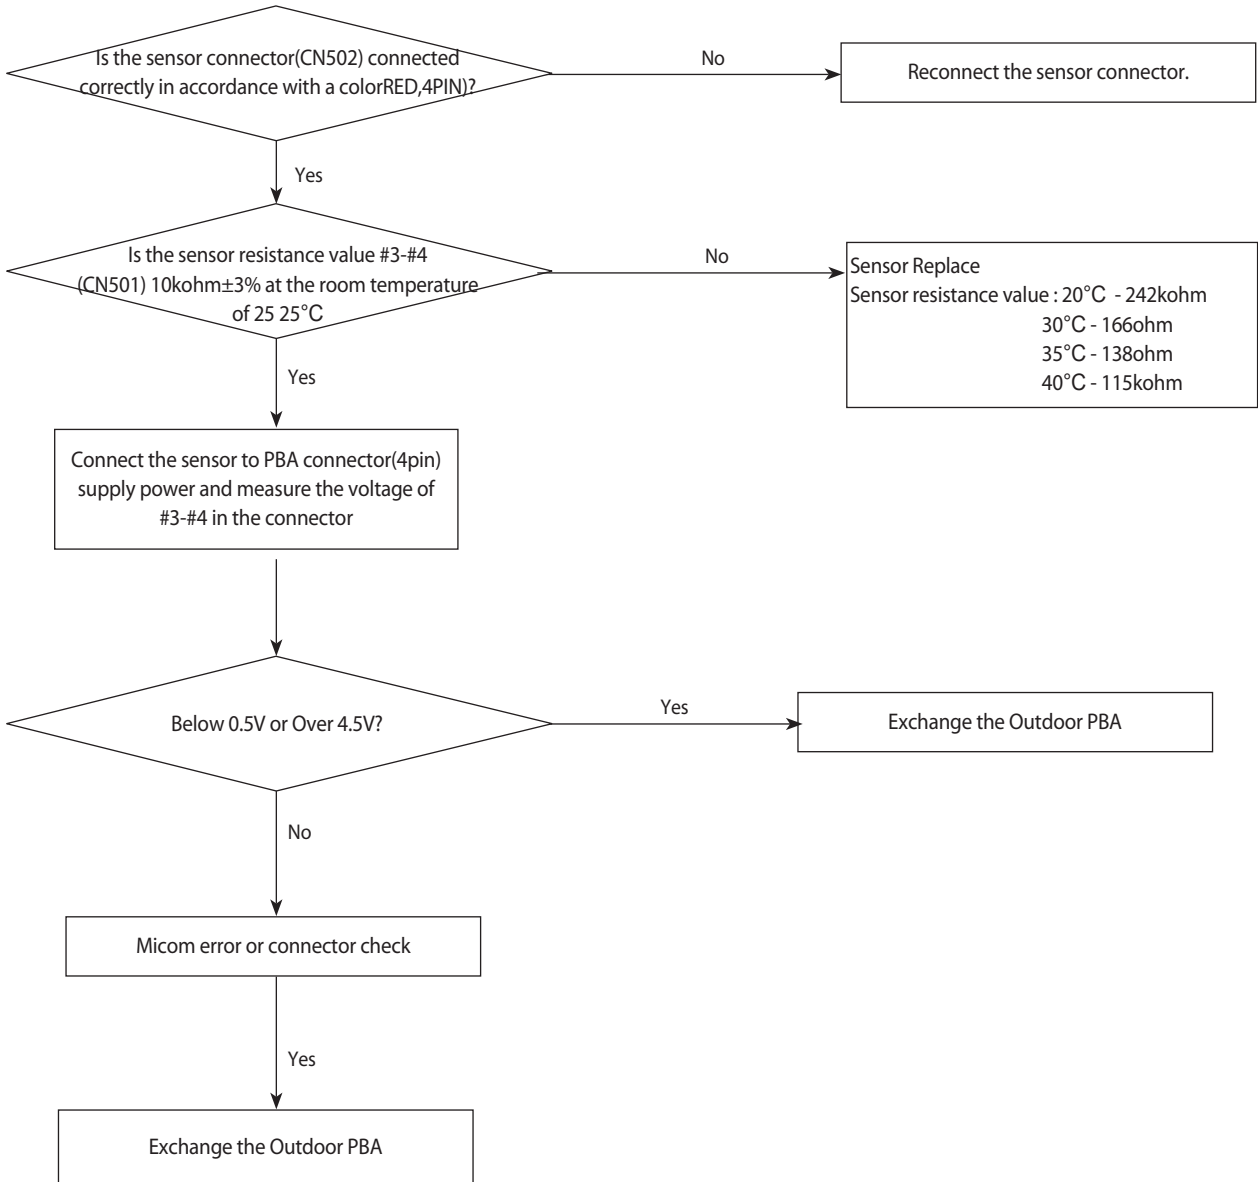 Is the sensor connector(CN502) connected
correctly in accordance with a colorRED,4PIN)?
No
Reconnect the sensor connector.
Yes
Is the sensor resistance value #3-#4
(CN501) 10kohm±3% at the room temperature
of 25 25°C
No
Sensor Replace
Sensor resistance value : 20°C - 242kohm
30°C - 166ohm
35°C - 138ohm
40°C - 115kohm
Yes
Connect the sensor to PBA connector(4pin)
supply power and measure the voltage of
#3-#4 in the connector
Below 0.5V or Over 4.5V?
Yes
Exchange the Outdoor PBA
No
Micom error or connector check
Yes
Exchange the Outdoor PBA